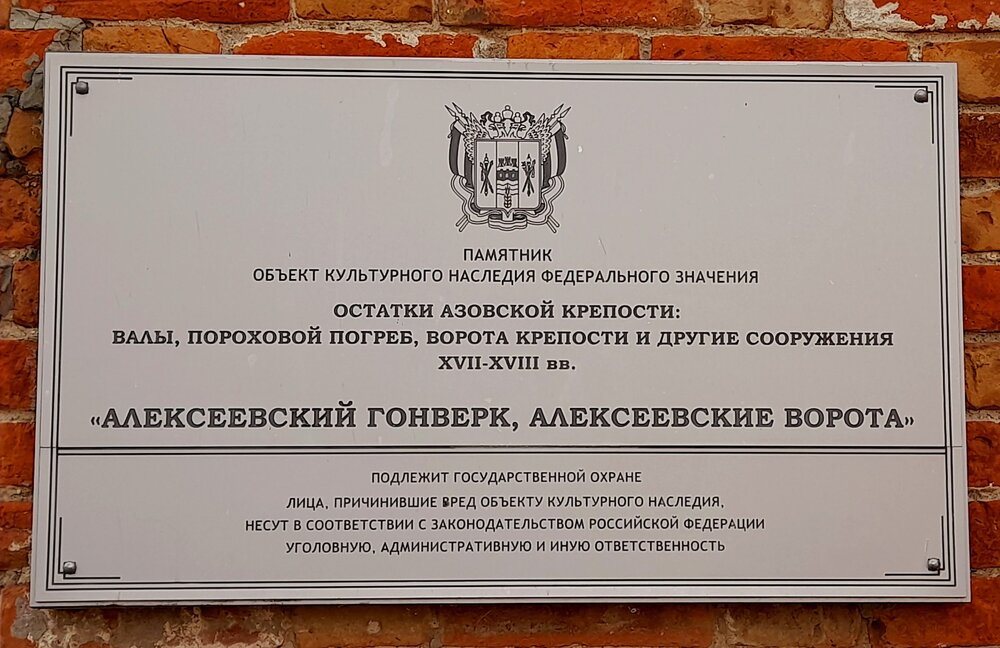 ПАМЯТНИК
ОБЪЕКТ КУЛЬТУРНОГО НАСЛЕДИЯ ФЕДЕРАЛЬНОГО ЗНАЧЕНИЯ
ОСТАТКИ АЗОВСКОЙ КРЕПОСТИ:
ВАЛЫ, ПОРОХОВОЙ ПОГРЕБ, ВОРОТА КРЕПОСТИ И ДРУГИЕ СООРУЖЕНИЯ
XVII-XVIII вв.
«АЛЕКСЕЕВСКИЙ ГОНВЕРК, АЛЕКСЕЕВСКИЕ ВОРОТА»
ПОДЛЕЖИТ ГОСУДАРСТВЕННОЙ ОХРАНЕ
ЛИЦА, ПРИЧИНИВШИЕ ВРЕД ОБЪЕКТУ КУЛЬТУРНОГО НАСЛЕДИЯ,
НЕСУТ В СООТВЕТСТВИИ С ЗАКОНОДАТЕЛЬСТВОМ РОССИЙСКОЙ ФЕДЕРАЦИИ
УГОЛОВНУЮ, АДМИНИСТРАТИВНУЮ И ИНУЮ ОТВЕТСТВЕННОСТЬ